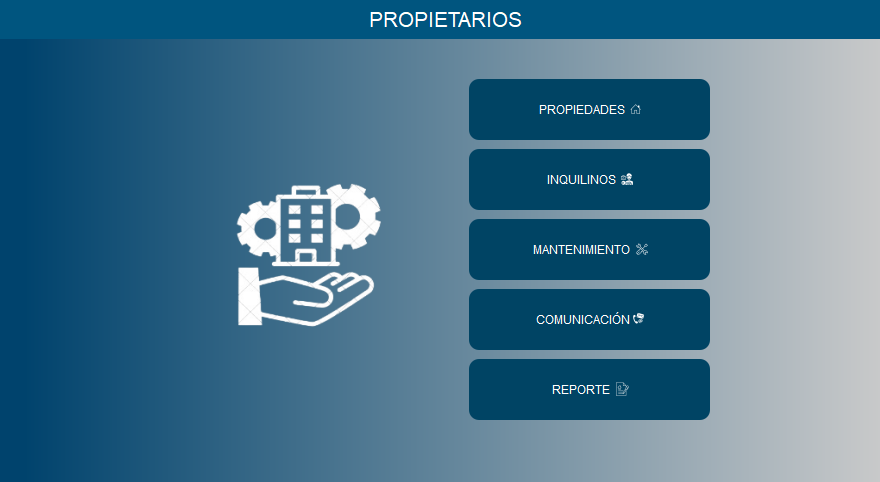 PROPIETARIOS
PROPIEDADES
INQUILINOS
MANTENIMIENTO
COMUNICACIÓN
REPORTE